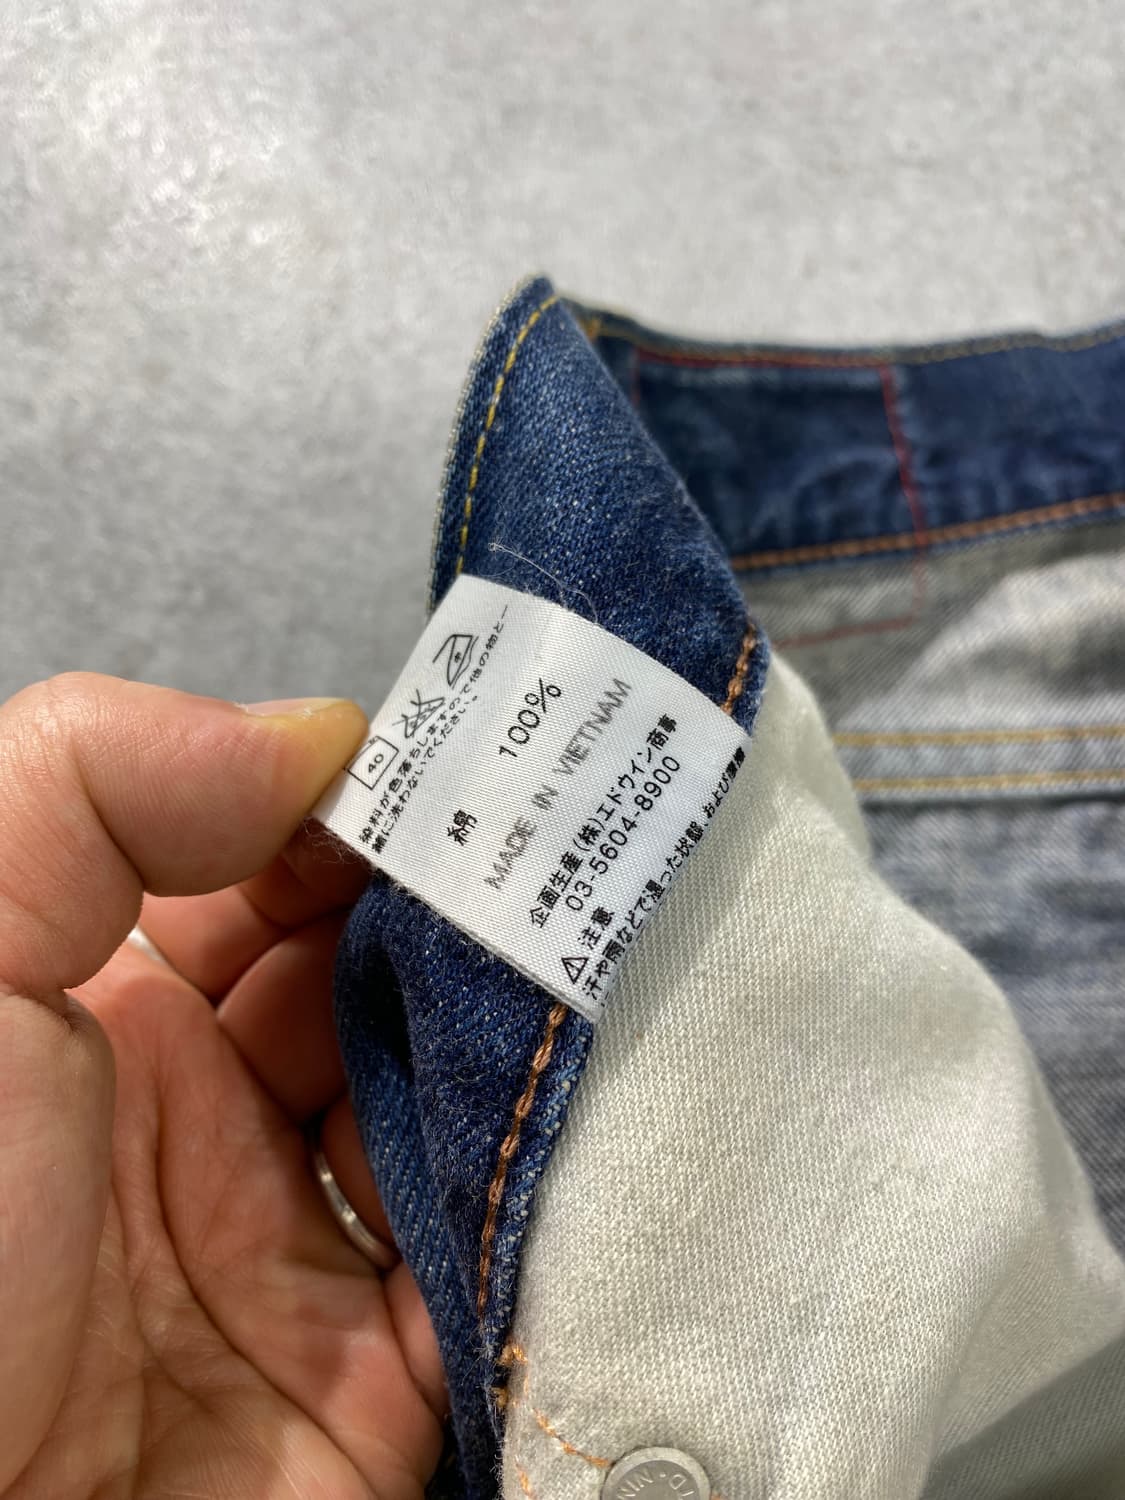 40
染料が色落ちしますので他の物と一
緒に洗わないでください。
綿 100%
MADE IN VIETNAM
企画生産(株)エドウイン商事
03-5604-8900
注意
汗や雨などで湿った状態、および